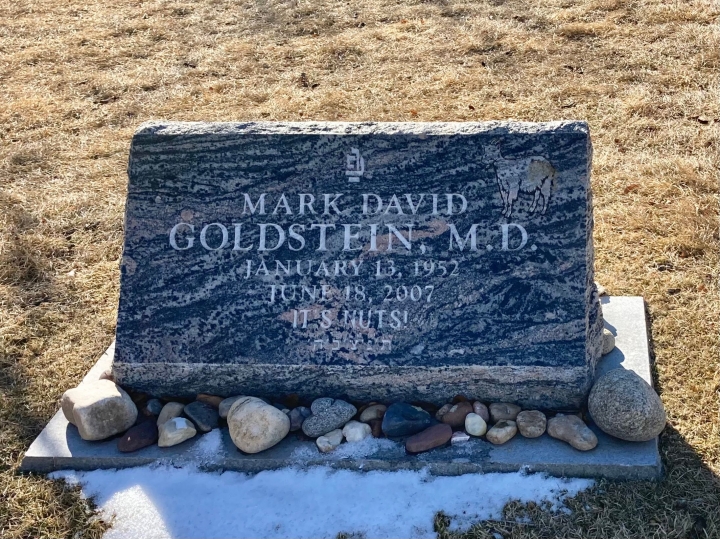 MARK DAVID
GOLDSTEIN, M.D.
JANUARY 13, 1952
JUNE 18, 2007
IT'S NUTS!
ת נ צ ב ה